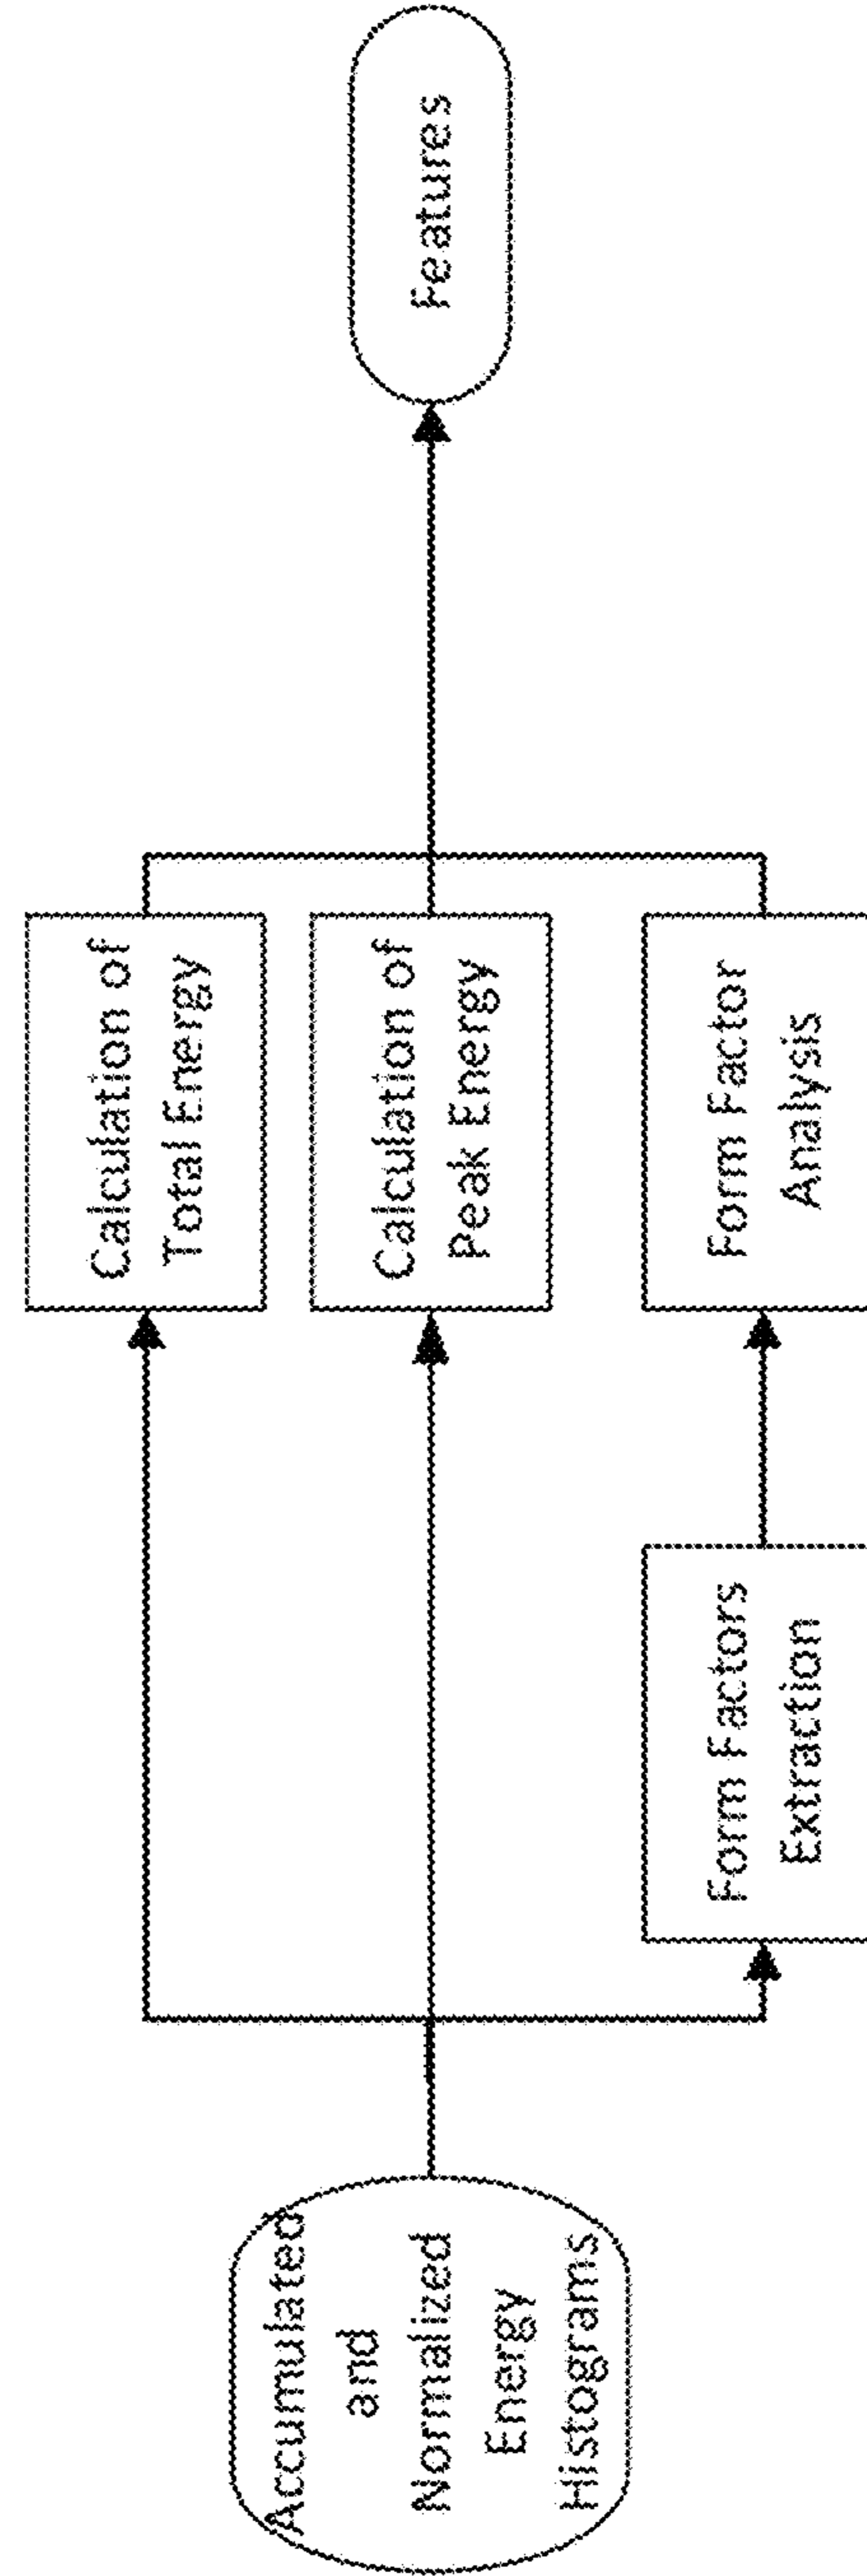 Accumulated
and
Normalized
Energy
Histograms
Calculation of
Total Energy
Calculation of
Peak Energy
Form Factors
Extraction
Form Factor
Analysis
Features